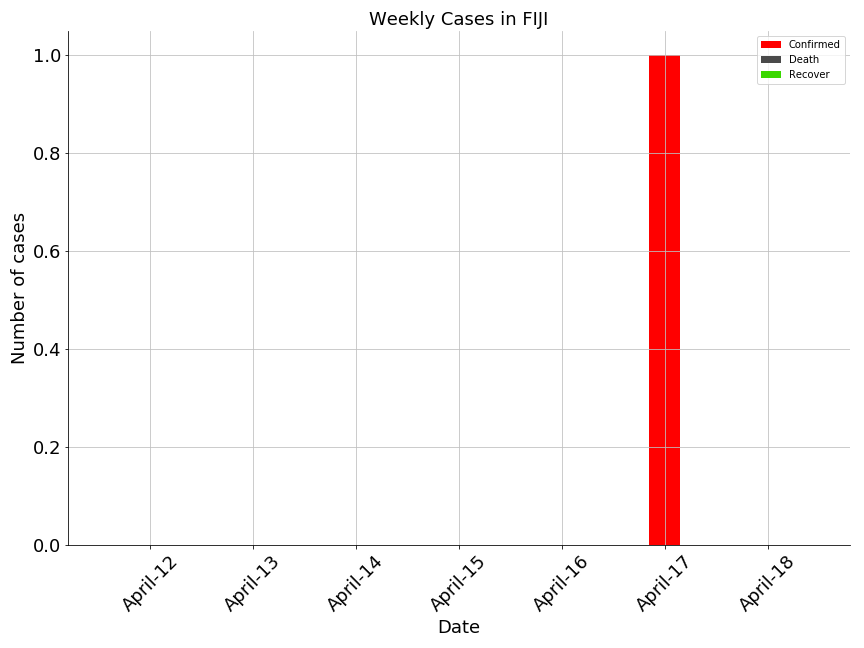 Weekly Cases in FIJI
Confirmed
Death
Recover
Number of cases
1.0
0.8
0.6
0.4
0.2
0.0
April-12
April-13
April-14
April-15
April-16
April-17
April-18
Date